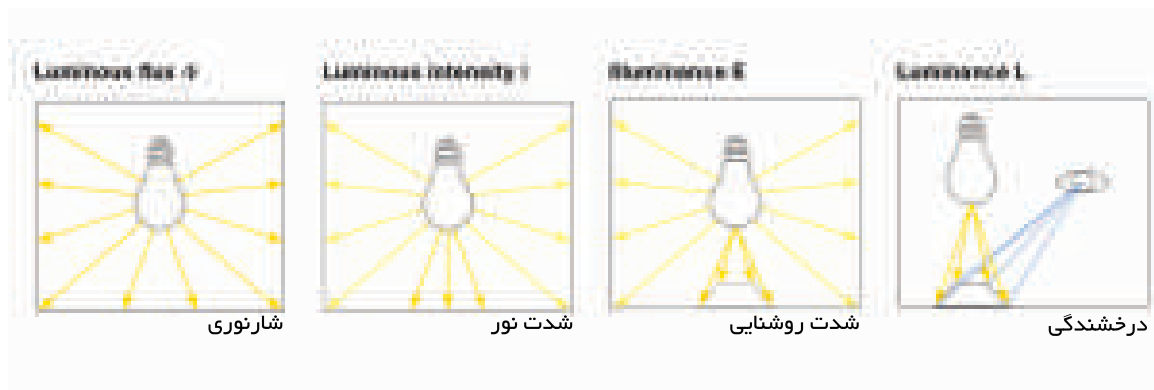 Luminous flux Φ
Luminous intensity I
Illuminance E
Luminance L
شارنوری
شدت نور
شدت روشنایی
درخشندگی